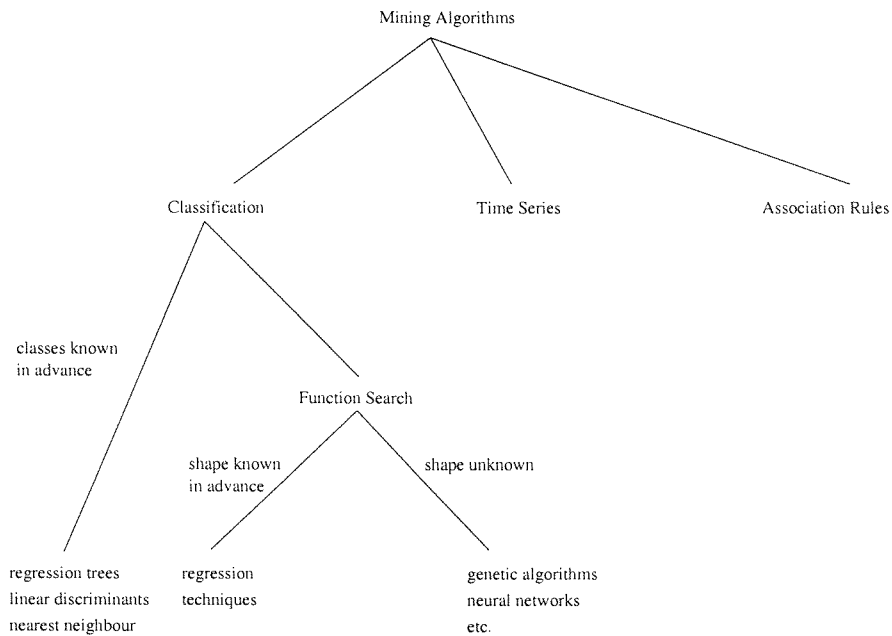 Mining Algorithms
Classification
Time Series
Association Rules
classes known
in advance
Function Search
shape known
in advance
shape unknown
regression trees
linear discriminants
nearest neighbour
regression
techniques
genetic algorithms
neural networks
etc.